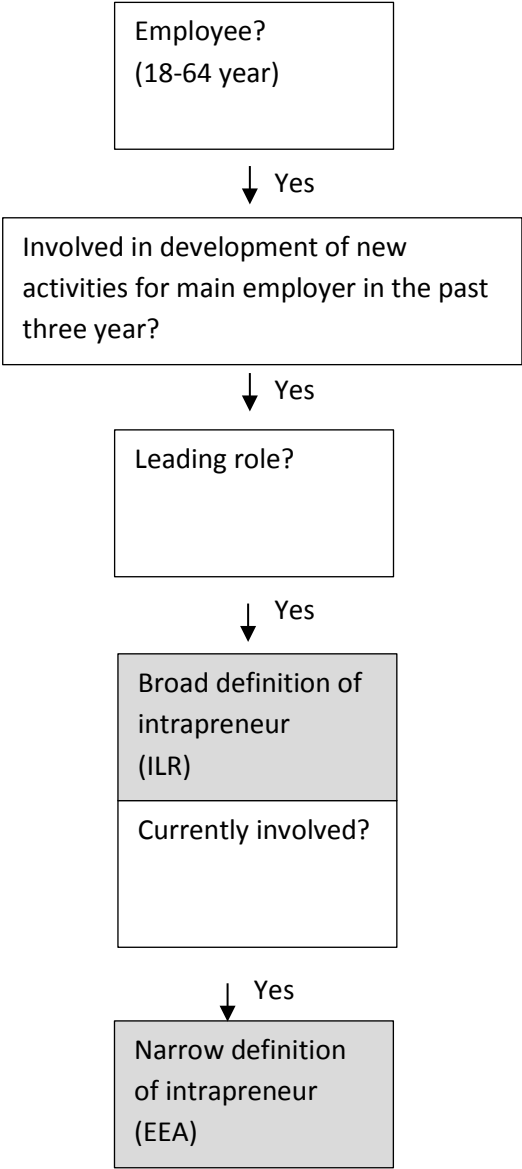 Employee?
(18-64 year)
Yes
Involved in development of new
activities for main employer in the past
three year?
Yes
Leading role?
Yes
Broad definition of
intrapreneur
(ILR)
Currently involved?
Yes
Narrow definition
of intrapreneur
(EEA)